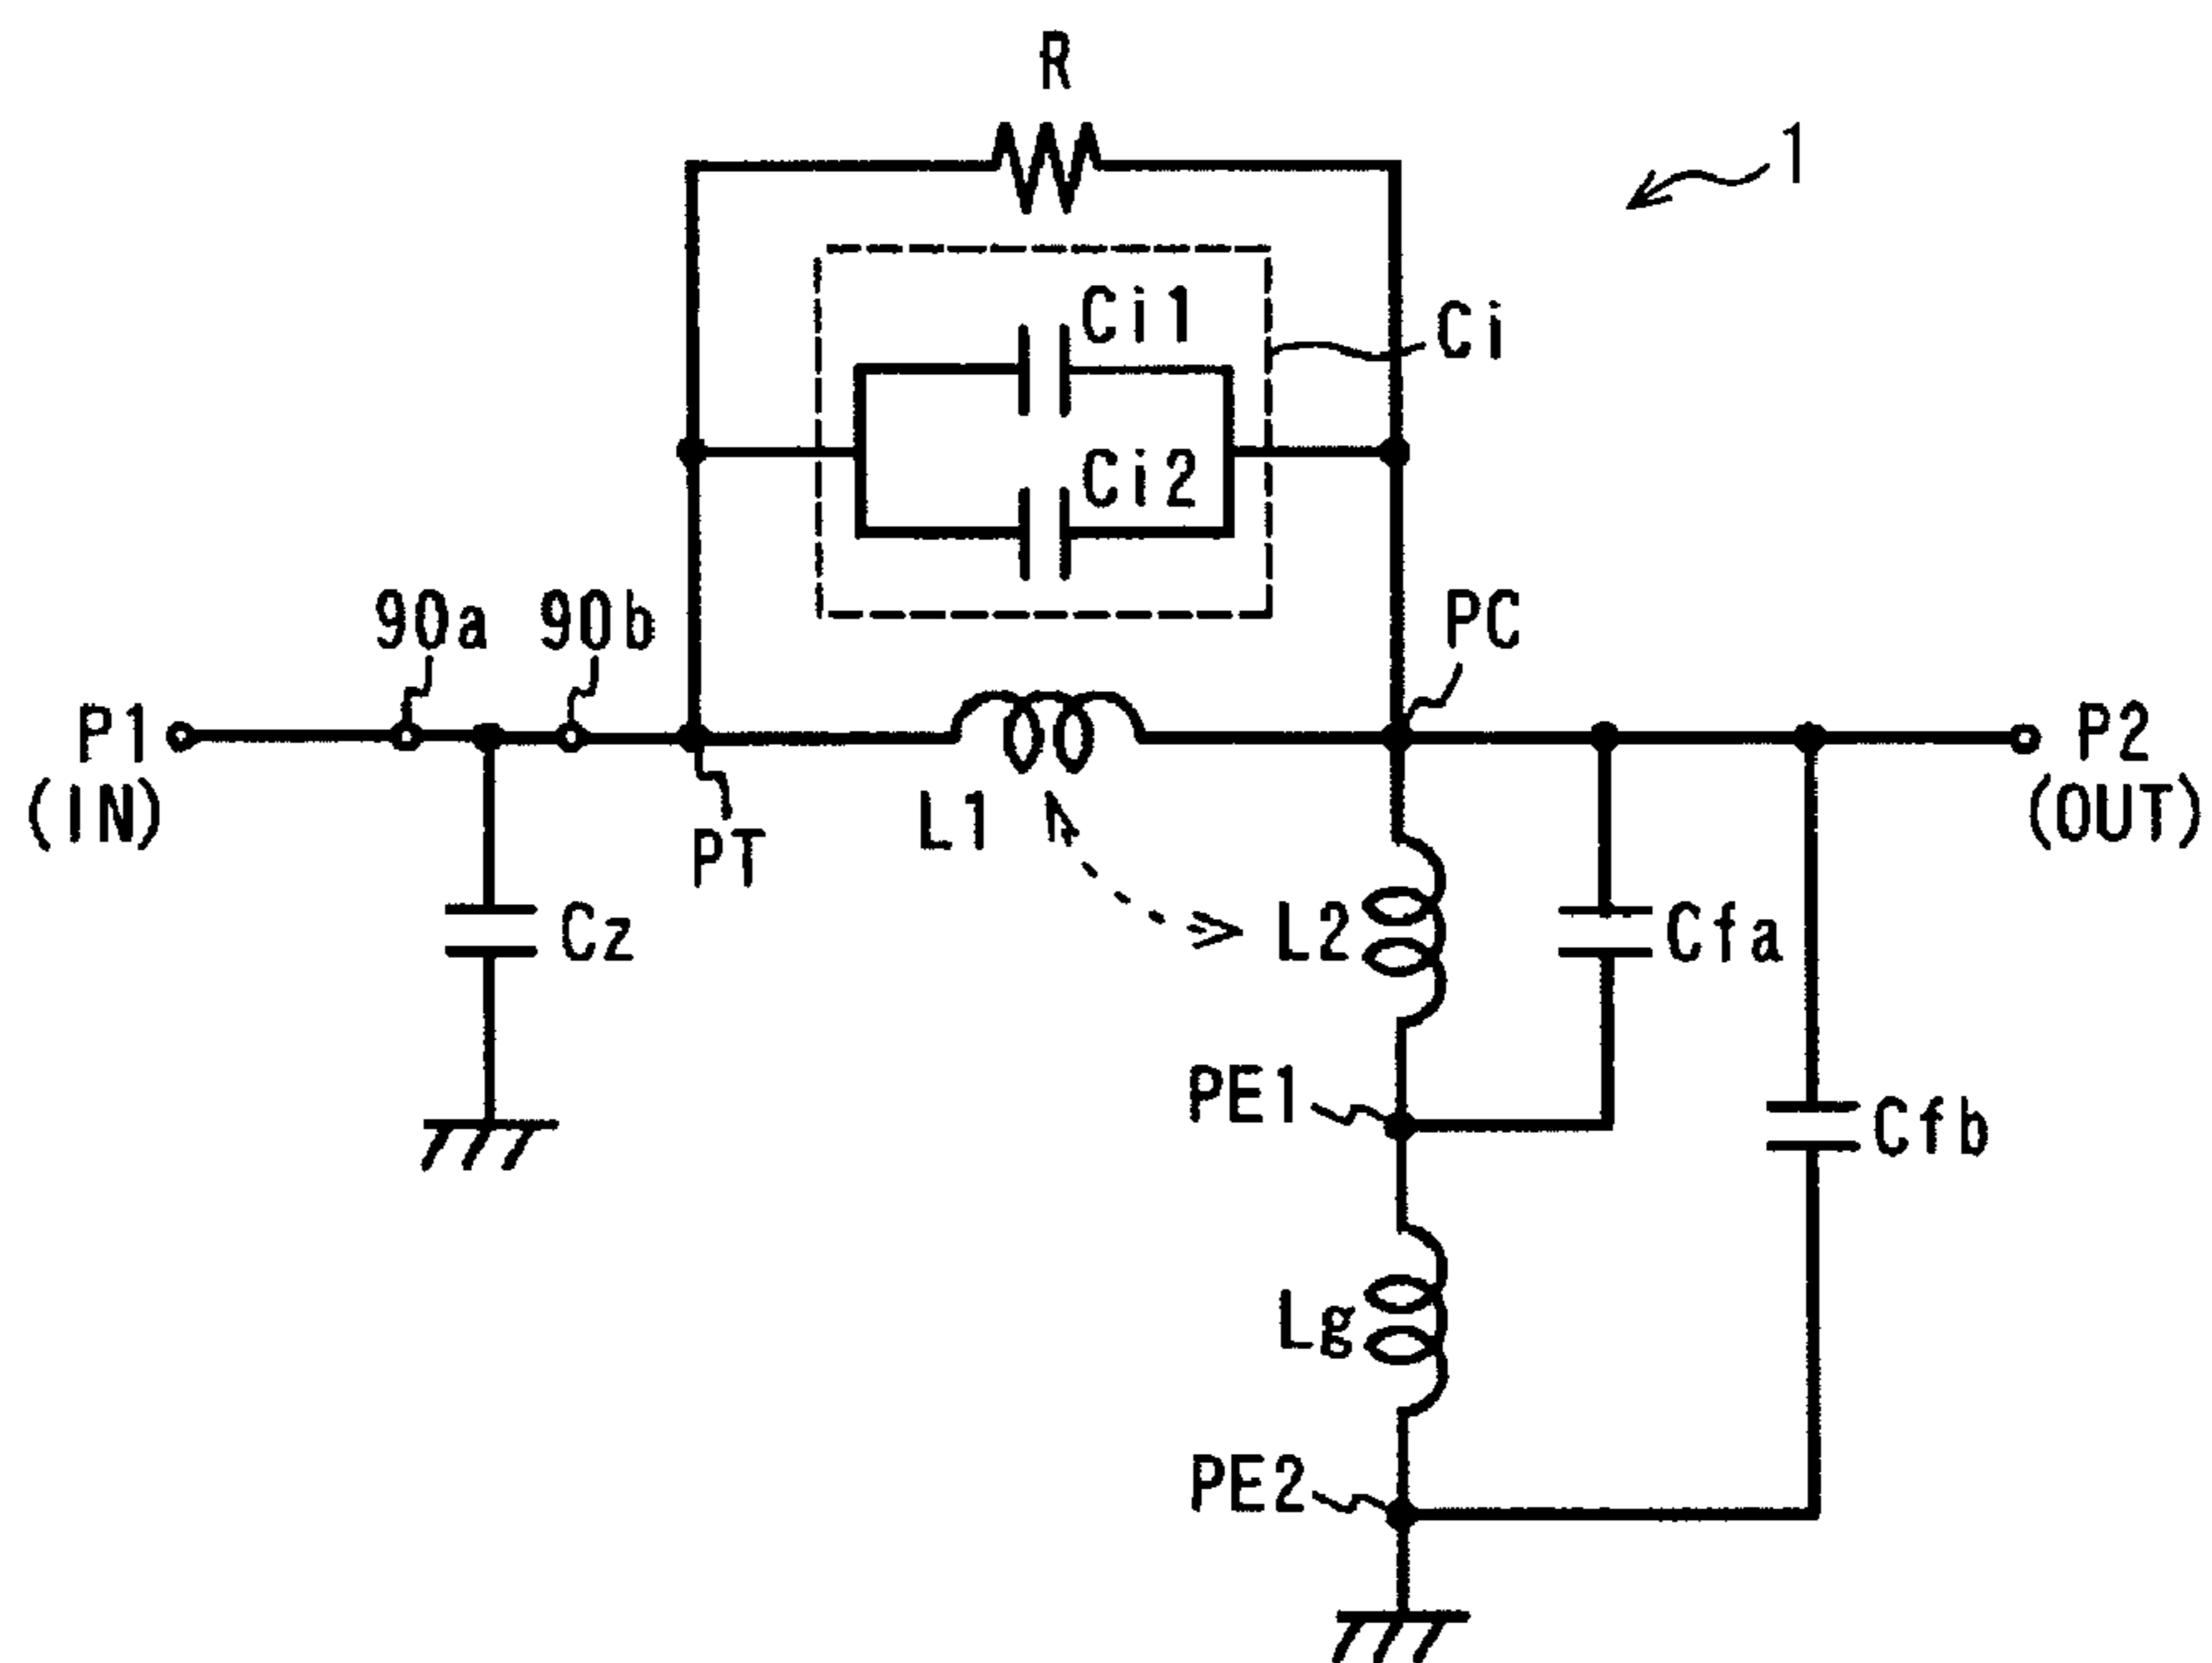 R
1
Ci1
Ci
Ci2
90a
90b
PC
P1
(IN)
P2
(OUT)
L1
PT
Cz
L2
Cfa
PE1
Cfb
Lg
PE2